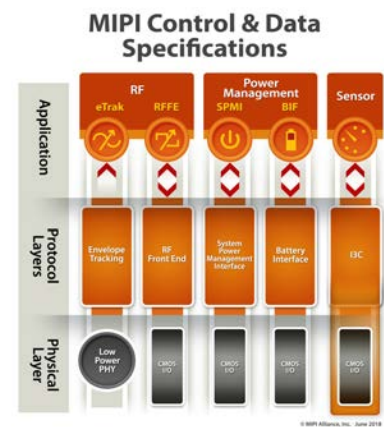 MIPI Control & Data
Specifications
RF
Power
Management
Sensor
eTrak
RFFE
SPMI
BIF
Application
Protocol
Layers
Envelope
Tracking
RF
Front End
System
Power
Management
Interface
Battery
Interface
I3C
Physical
Layer
Low
Power
PHY
CMOS
I/O
CMOS
I/O
CMOS
I/O
CMOS
I/O
© MIPI Alliance, Inc. June 2018